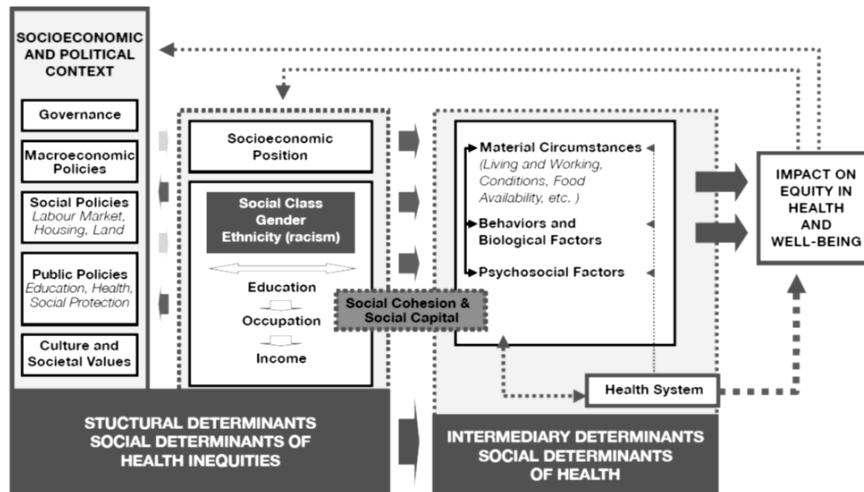 SOCIOECONOMIC
AND POLITICAL
CONTEXT
Governance
Macroeconomic
Policies
Social Policies
Labour Market,
Housing, Land
Public Policies
Education, Health,
Social Protection
Culture and
Societal Values
Socioeconomic
Position
Social Class
Gender
Ethnicity (racism)
Education
Occupation
Income
Social Cohesion &
Social Capital
Material Circumstances
(Living and Working,
Conditions, Food
Availability, etc. )
Behaviors and
Biological Factors
Psychosocial Factors
Health System
IMPACT ON
EQUITY IN
HEALTH
AND
WELL-BEING
STUCTURAL DETERMINANTS
SOCIAL DETERMINANTS OF
HEALTH INEQUITIES
INTERMEDIARY DETERMINANTS
SOCIAL DETERMINANTS
OF HEALTH